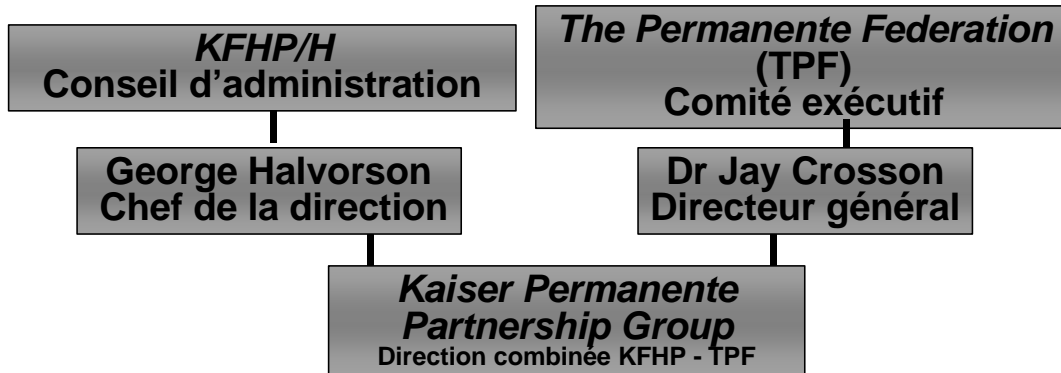 KFHP/H
Conseil d’administration
The Permanente Federation
(TPF)
Comité exécutif
George Halvorson
Chef de la direction
Dr Jay Crosson
Directeur général
Kaiser Permanente
Partnership Group
Direction combinée KFHP - TPF